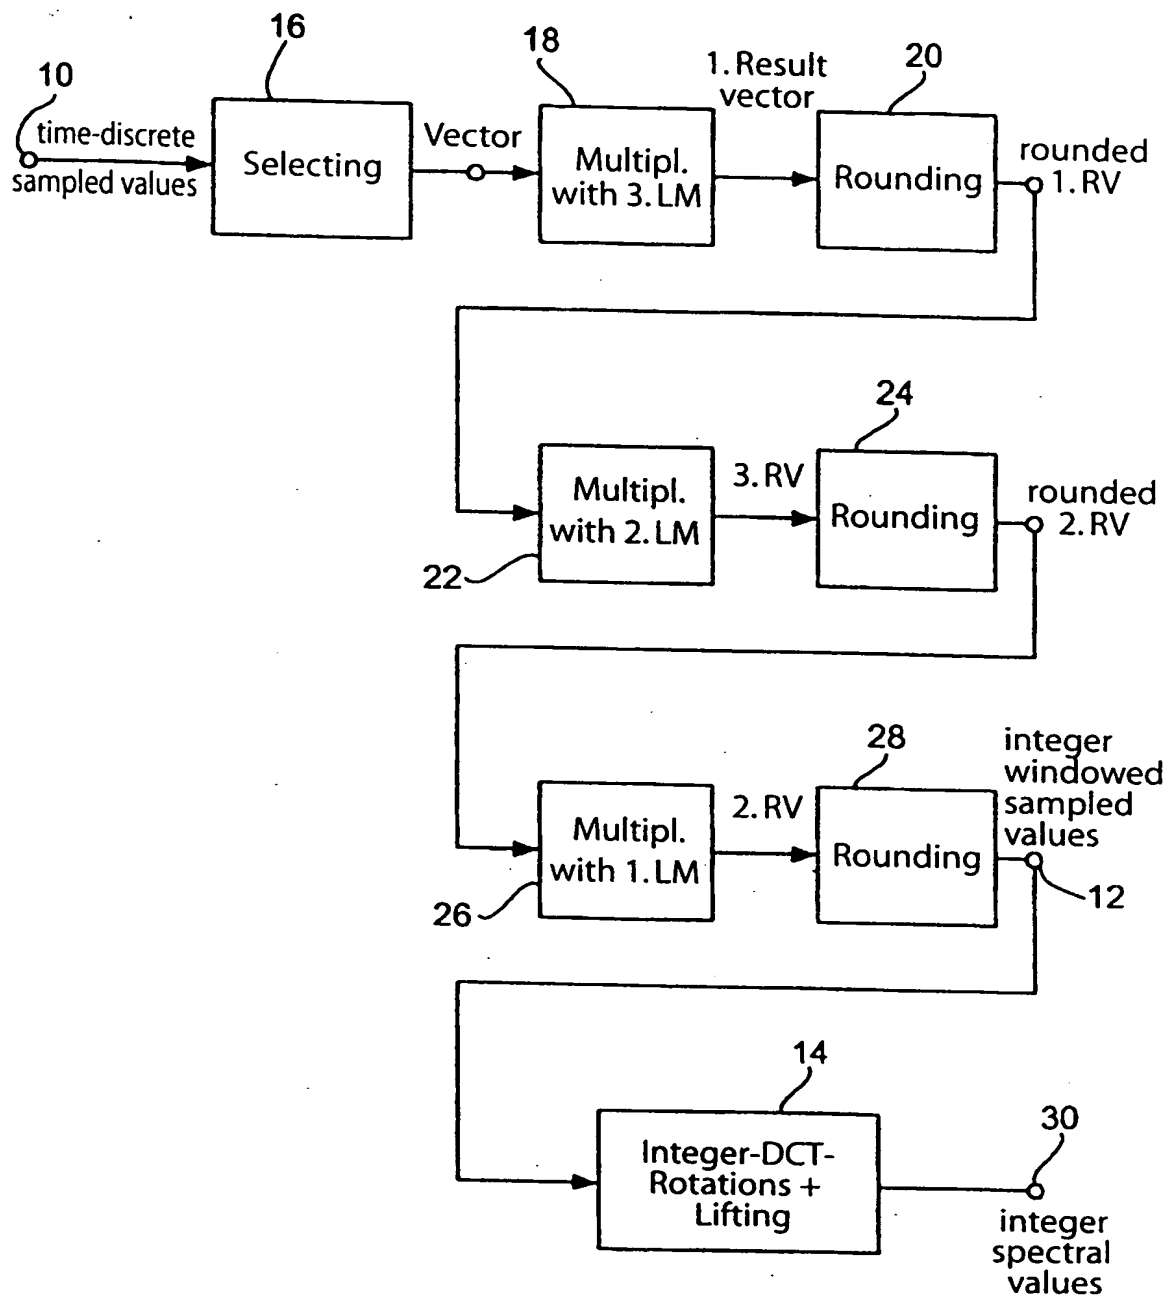 16
18
20
10
1. Result
vector
time-discrete
sampled values
Selecting
Vector
Multipl.
with 3. LM
Rounding
rounded
1. RV
24
Multipl.
with 2. LM
3. RV
Rounding
rounded
2. RV
22
28
integer
windowed
sampled
values
Multipl.
with 1. LM
2. RV
Rounding
12
26
14
30
Integer-DCT-
Rotations +
Lifting
integer
spectral
values